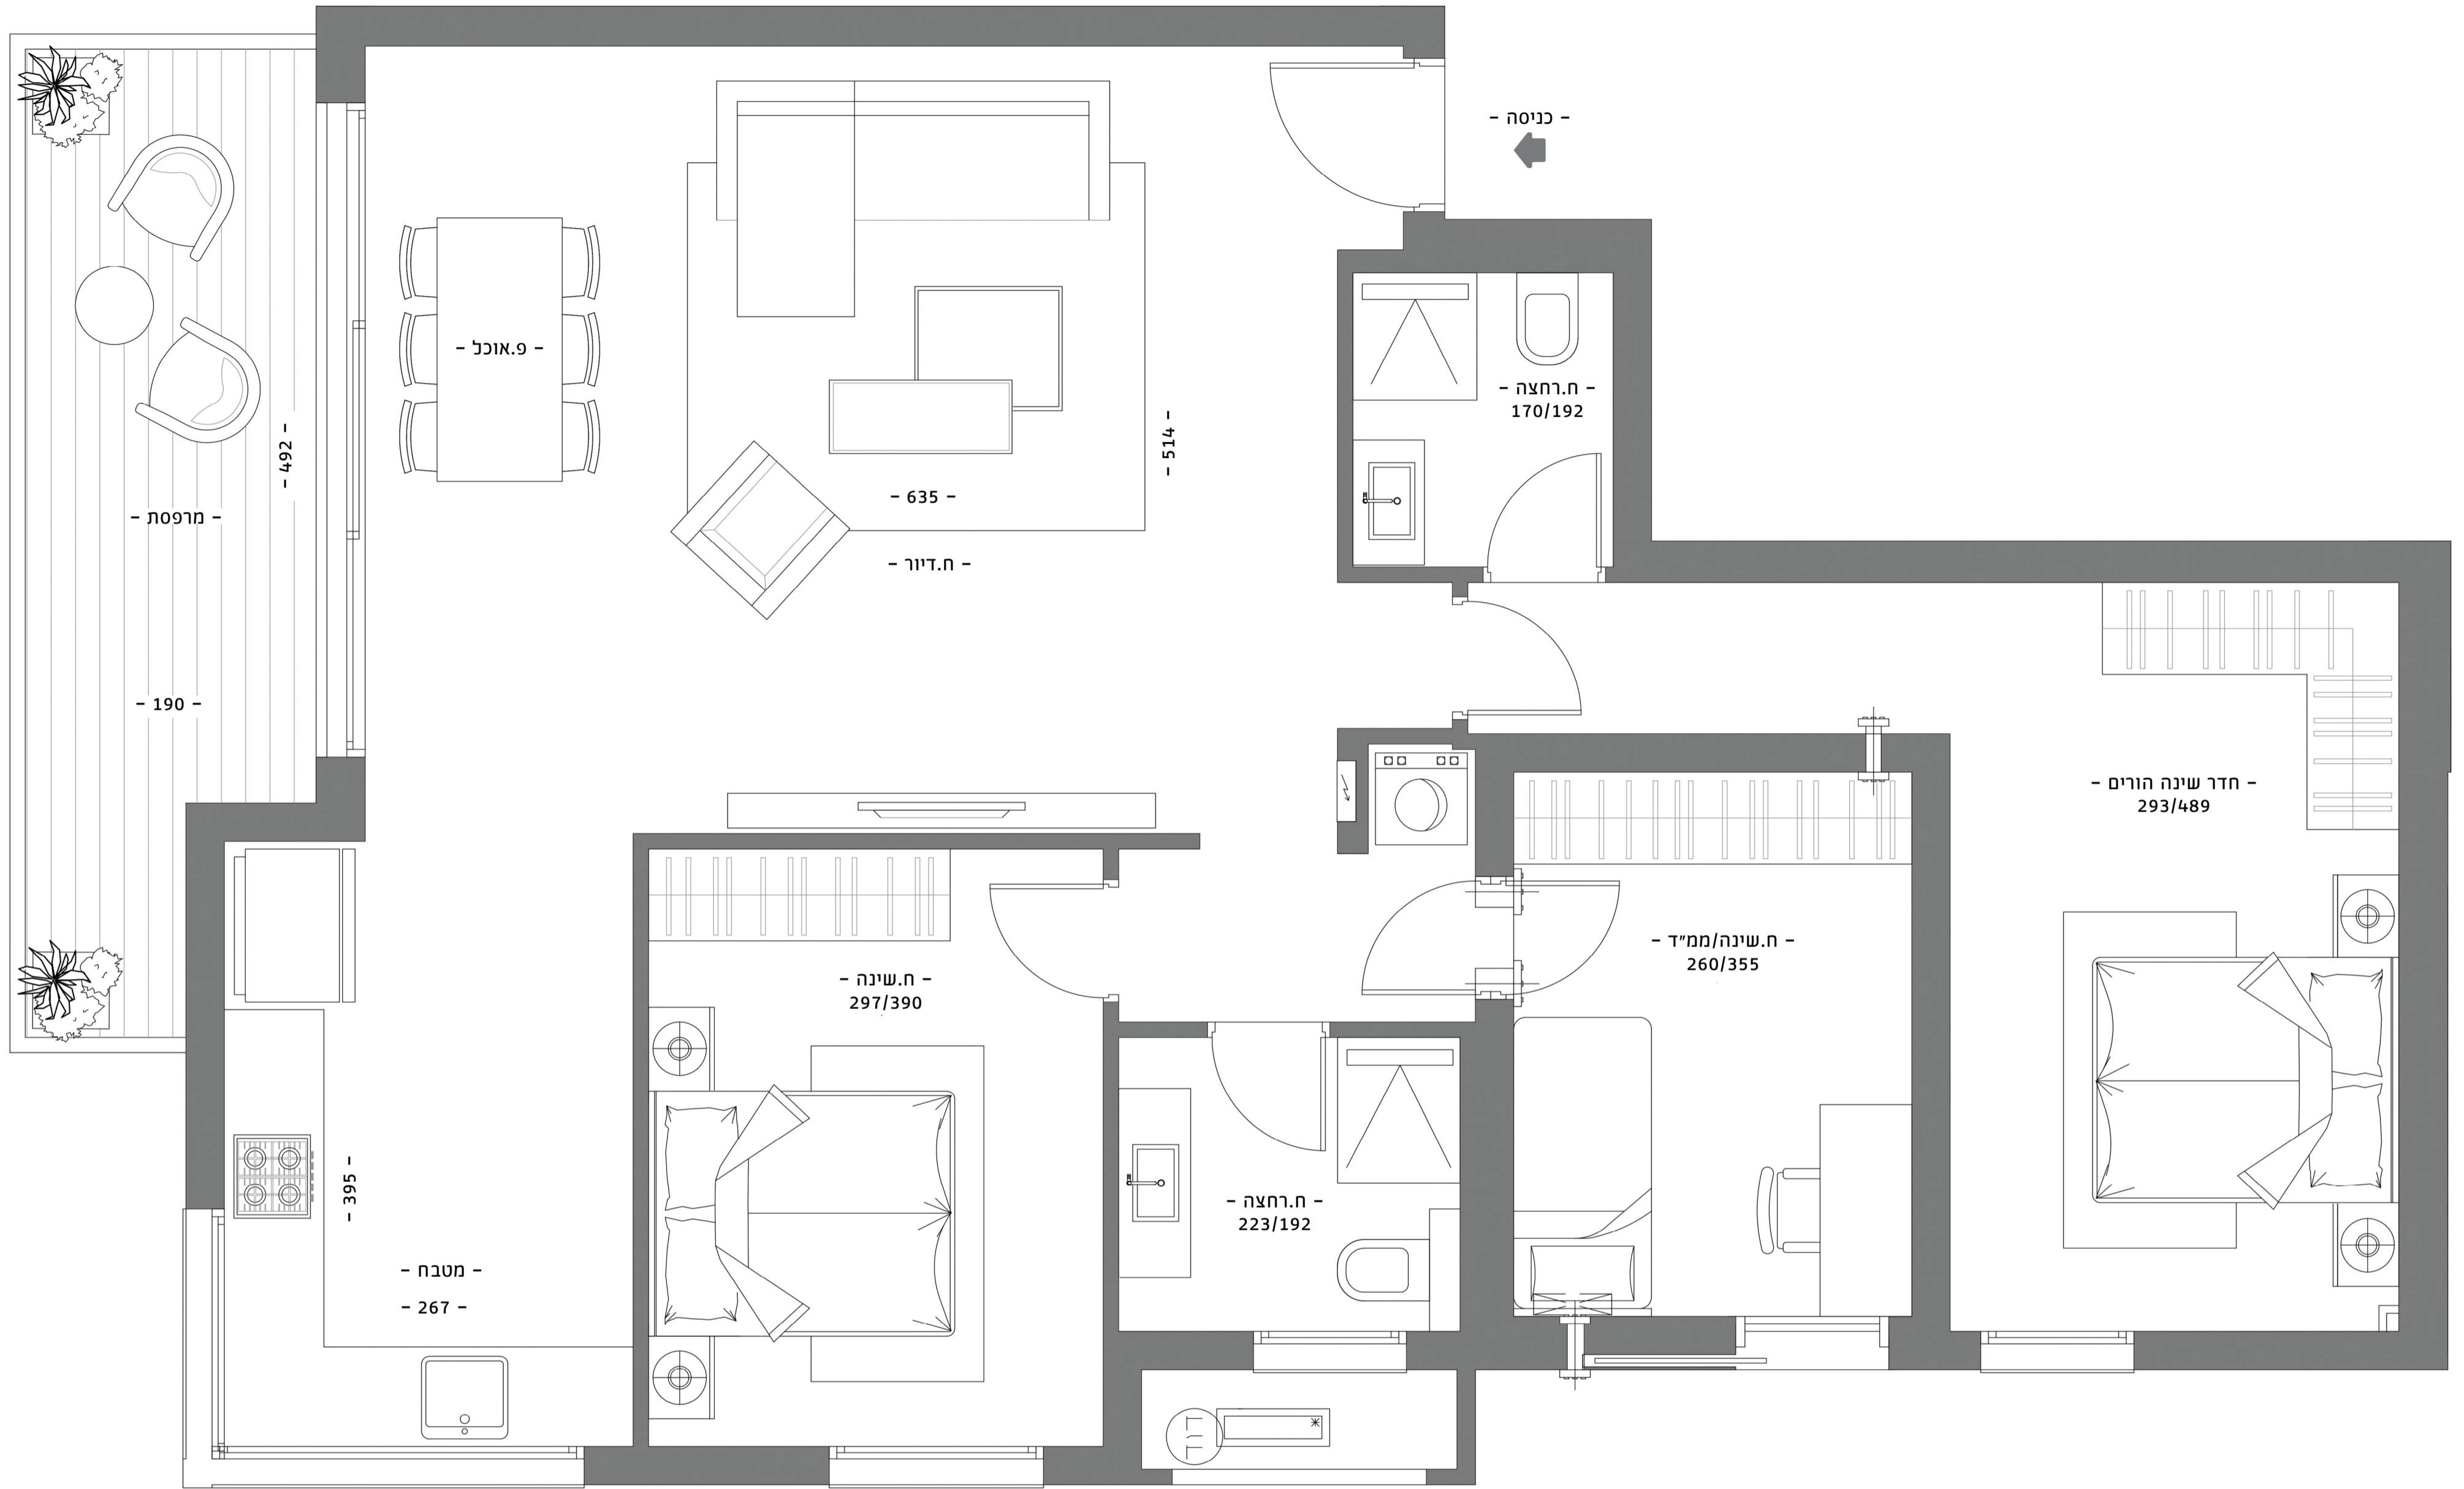 - כניסה -
- ח.רחצה -
170/192
- פ.אוכל -
- 492 -
- 514 -
- 635 -
- ח.דיור -
- מרפסת -
- 190 -
- חדר שינה הורים -
293/489
- ח.שינה/ממ״ד -
260/355
- ח.שינה -
297/390
- ח.רחצה -
223/192
- 395 -
- מטבח -
- 267 -